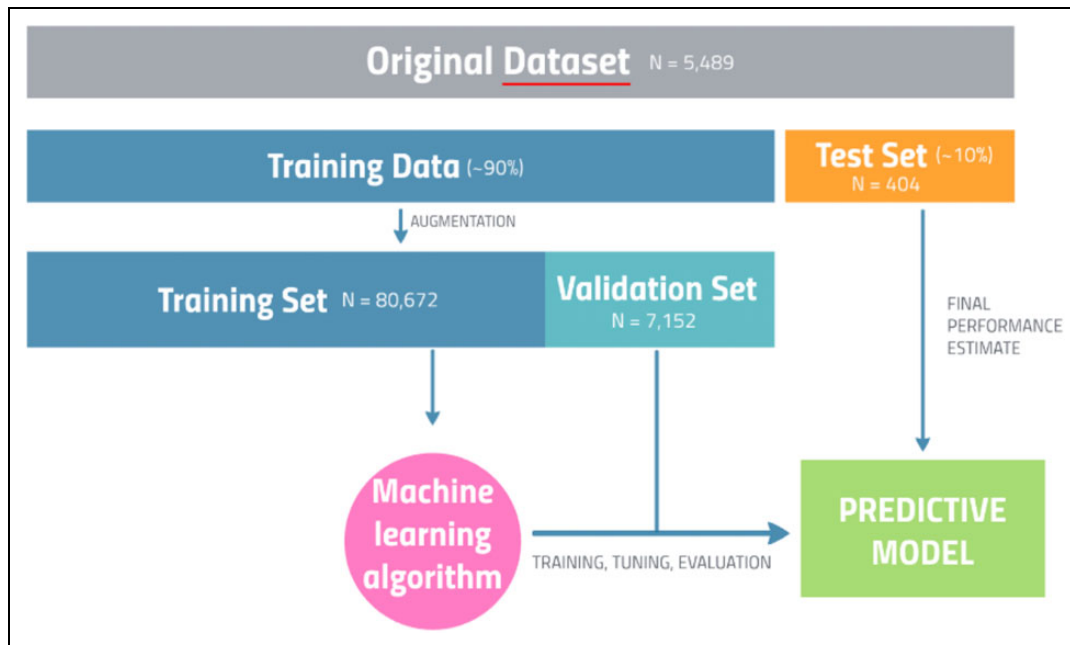 Original Dataset N = 5,489
Training Data (~90%)
Test Set (~10%)
N = 404
AUGMENTATION
Training Set N = 80,672
Validation Set
N = 7,152
FINAL
PERFORMANCE
ESTIMATE
Machine
learning
algorithm
TRAINING, TUNING, EVALUATION
PREDICTIVE
MODEL